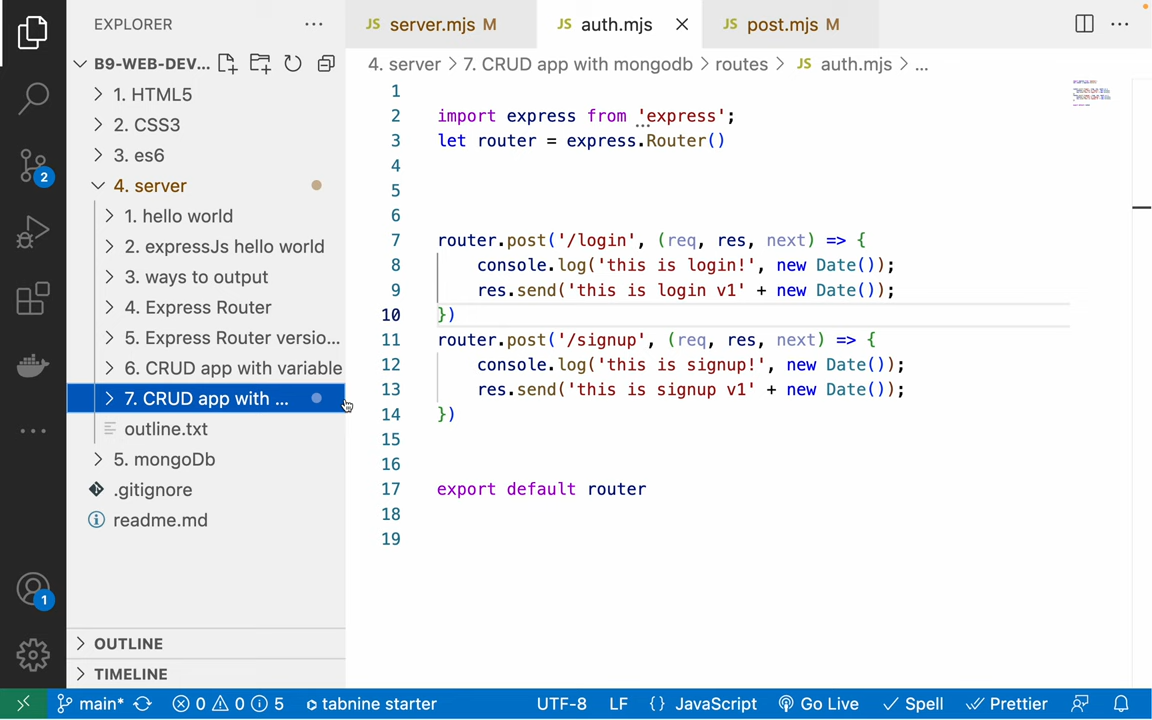 EXPLORER
B9-WEB-DEV...
1. HTML5
2. CSS3
3. es6
4. server
1. hello world
2. expressJs hello world
3. ways to output
4. Express Router
5. Express Router versio...
6. CRUD app with variable
7. CRUD app with ...
outline.txt
5. mongoDb
.gitignore
readme.md
OUTLINE
TIMELINE
2
1
JS server.mjs M
JS auth.mjs
JS post.mjs M
4. server > 7. CRUD app with mongodb > routes > JS auth.mjs > ...
1
2 import express from 'express';
3 let router = express.Router()
4
5
6
7 router.post('/login', (req, res, next) => {
8 console.log('this is login!', new Date());
9 res.send('this is login v1' + new Date());
10 })
11 router.post('/signup', (req, res, next) => {
12 console.log('this is signup!', new Date());
13 res.send('this is signup v1' + new Date());
14 })
15
16
17 export default router
18
19
main* 0 0 5 tabnine starter UTF-8 LF {} JavaScript Go Live Spell Prettier